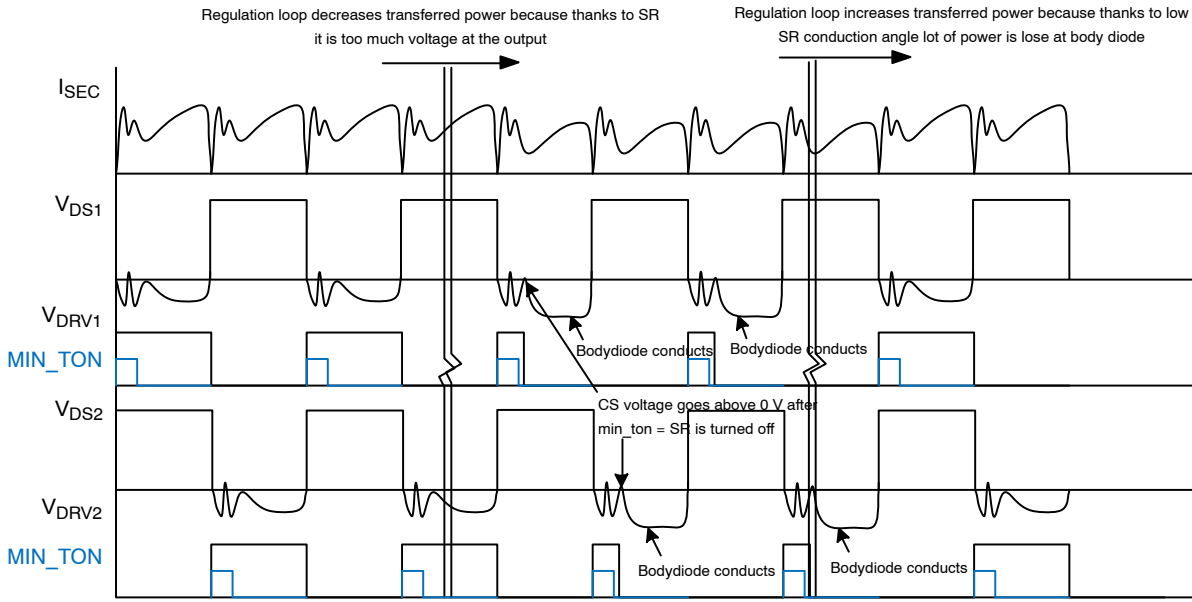 Regulation loop decreases transferred power because thanks to SR
it is too much voltage at the output
Regulation loop increases transferred power because thanks to low
SR conduction angle lot of power is lose at body diode
ISEC
VDS1
VDRV1
MIN_TON
Bodydiode conducts
Bodydiode conducts
CS voltage goes above 0 V after
min_ton = SR is turned off
VDS2
VDRV2
MIN_TON
Bodydiode conducts
Bodydiode conducts